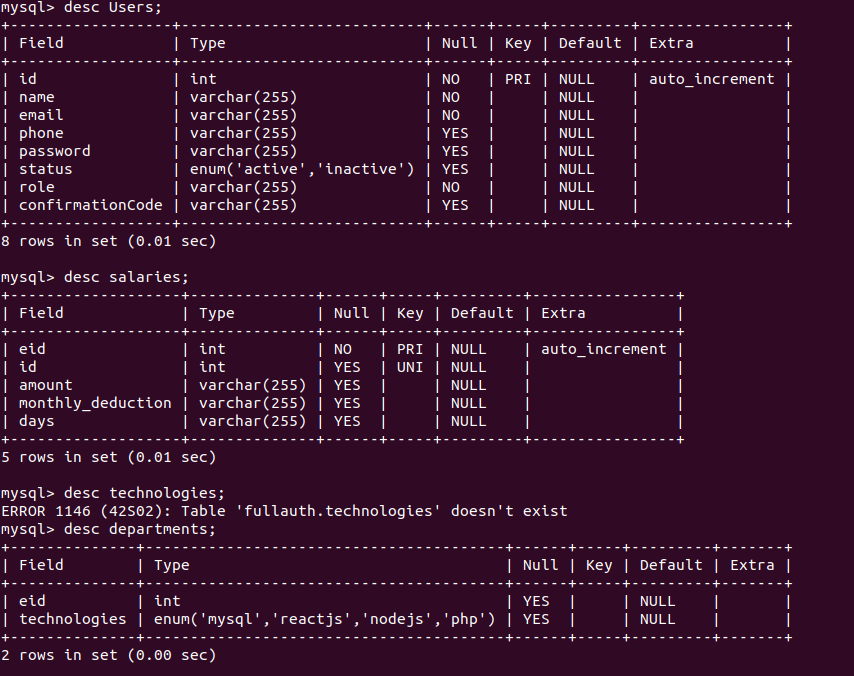 mysql> desc Users;
+------------------+---------------------------+------+-----+---------+----------------+
| Field            | Type                      | Null | Key | Default | Extra          |
+------------------+---------------------------+------+-----+---------+----------------+
| id               | int                       | NO   | PRI | NULL    | auto_increment |
| name             | varchar(255)              | NO   |     | NULL    |                |
| email            | varchar(255)              | NO   |     | NULL    |                |
| phone            | varchar(255)              | YES  |     | NULL    |                |
| password         | varchar(255)              | YES  |     | NULL    |                |
| status           | enum('active','inactive') | YES  |     | NULL    |                |
| role             | varchar(255)              | NO   |     | NULL    |                |
| confirmationCode | varchar(255)              | YES  |     | NULL    |                |
+------------------+---------------------------+------+-----+---------+----------------+
8 rows in set (0.01 sec)

mysql> desc salaries;
+-------------------+--------------+------+-----+---------+----------------+
| Field             | Type         | Null | Key | Default | Extra          |
+-------------------+--------------+------+-----+---------+----------------+
| eid               | int          | NO   | PRI | NULL    | auto_increment |
| id                | int          | YES  | UNI | NULL    |                |
| amount            | varchar(255) | YES  |     | NULL    |                |
| monthly_deduction | varchar(255) | YES  |     | NULL    |                |
| days              | varchar(255) | YES  |     | NULL    |                |
+-------------------+--------------+------+-----+---------+----------------+
5 rows in set (0.01 sec)

mysql> desc technologies;
ERROR 1146 (42S02): Table 'fullauth.technologies' doesn't exist
mysql> desc departments;
+--------------+----------------------------------------+------+-----+---------+-------+
| Field        | Type                                   | Null | Key | Default | Extra |
+--------------+----------------------------------------+------+-----+---------+-------+
| eid          | int                                    | YES  |     | NULL    |       |
| technologies | enum('mysql','reactjs','nodejs','php') | YES  |     | NULL    |       |
+--------------+----------------------------------------+------+-----+---------+-------+
2 rows in set (0.00 sec)